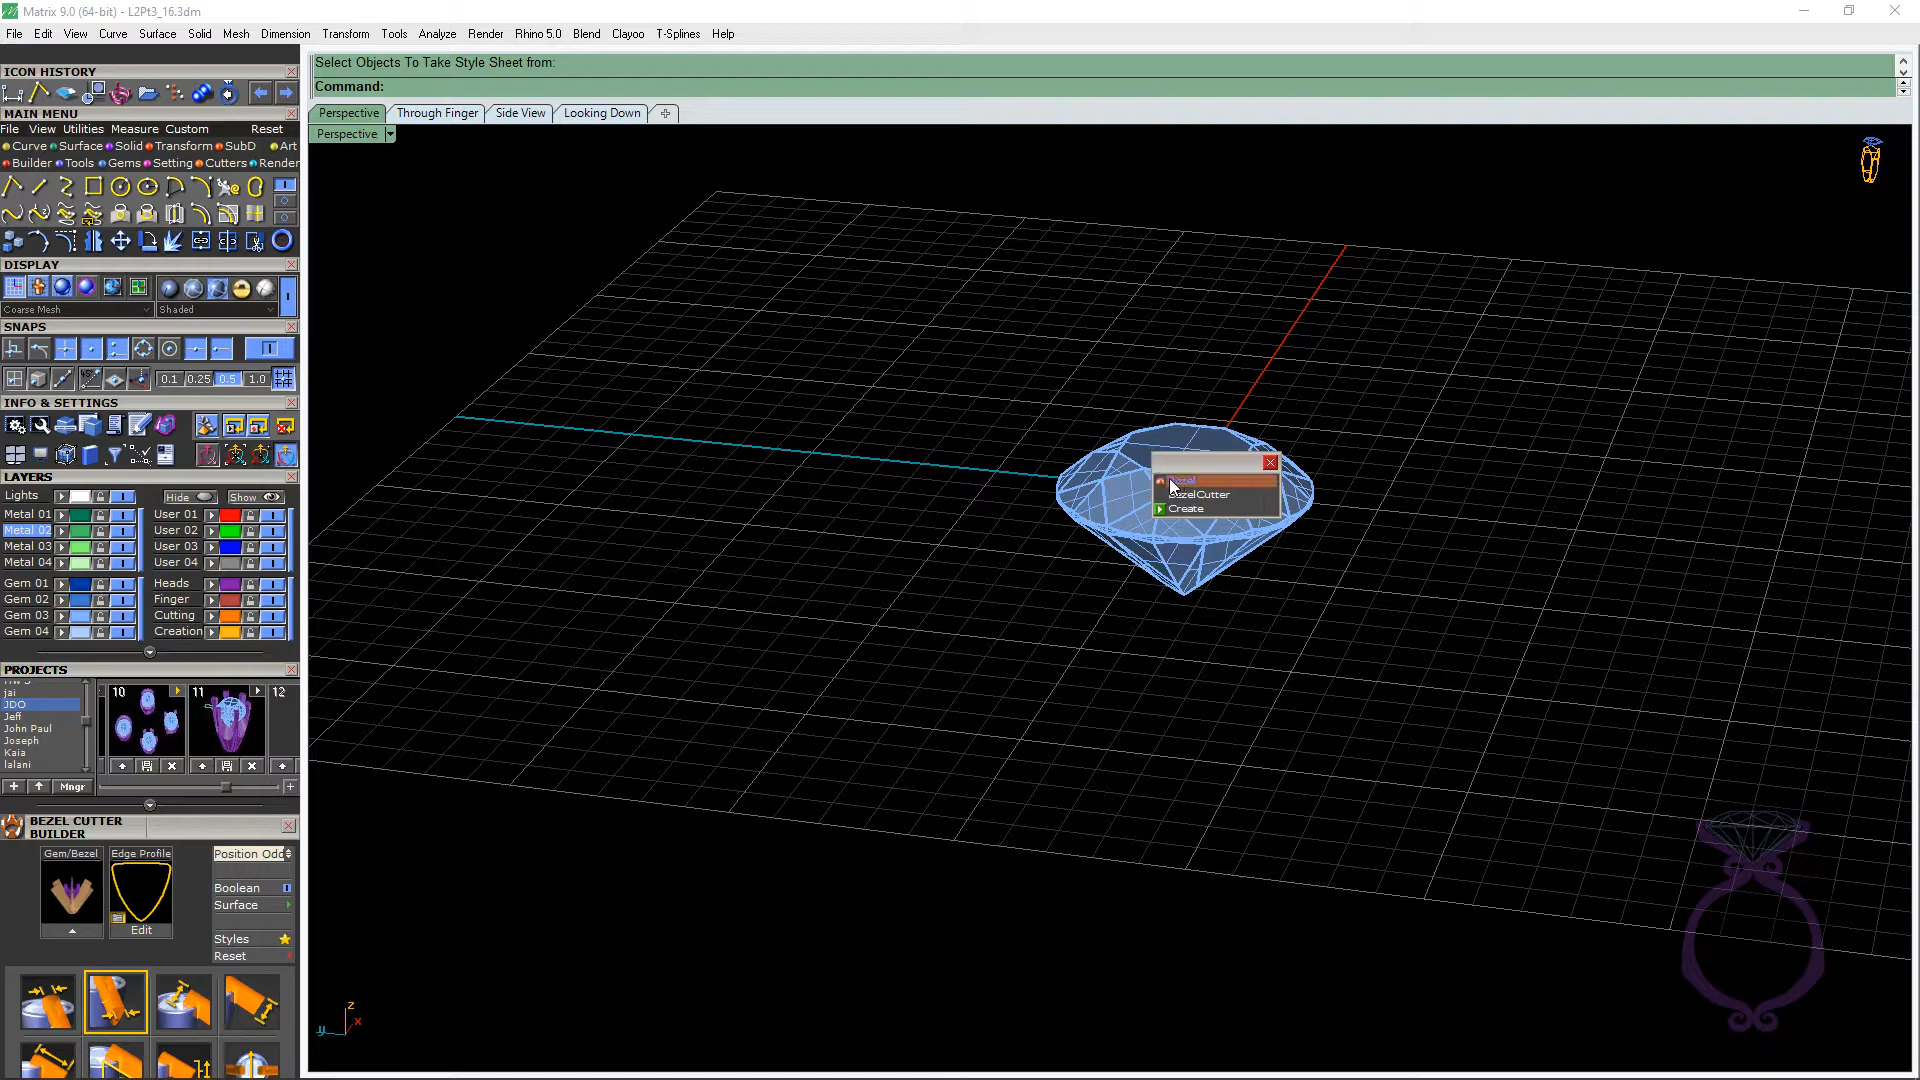 Matrix 9.0 (64-bit) - L2Pt3_16.3dm
File Edit View Curve Surface Solid Mesh Dimension Transform Tools Analyze Render Rhino 5.0 Blend Clayoo T-Splines Help
ICON HISTORY
Select Objects To Take Style Sheet from:
Command:
MAIN MENU
File View Utilities Measure Custom Reset
Curve Surface Solid Transform SubD Art
Builder Tools Gems Setting Cutters Render
Perspective Through Finger Side View Looking Down
Perspective
DISPLAY
Coarse Mesh Shaded
SNAPS
0.1 0.25 0.5 1.0
INFO & SETTINGS
LAYERS
Lights Hide Show
Metal 01 User 01
Metal 02 User 02
Metal 03 User 03
Metal 04 User 04
Gem 01 Heads
Gem 02 Finger
Gem 03 Cutting
Gem 04 Creation
Bezel
BezelCutter
Create
PROJECTS
jai
JDO
Jeff
John Paul
Joseph
Kaia
lalani
10 11 12
Mngr
BEZEL CUTTER
BUILDER
Gem/Bezel Edge Profile Position Odd
Boolean
Surface
Edit
Styles
Reset
z
x
y